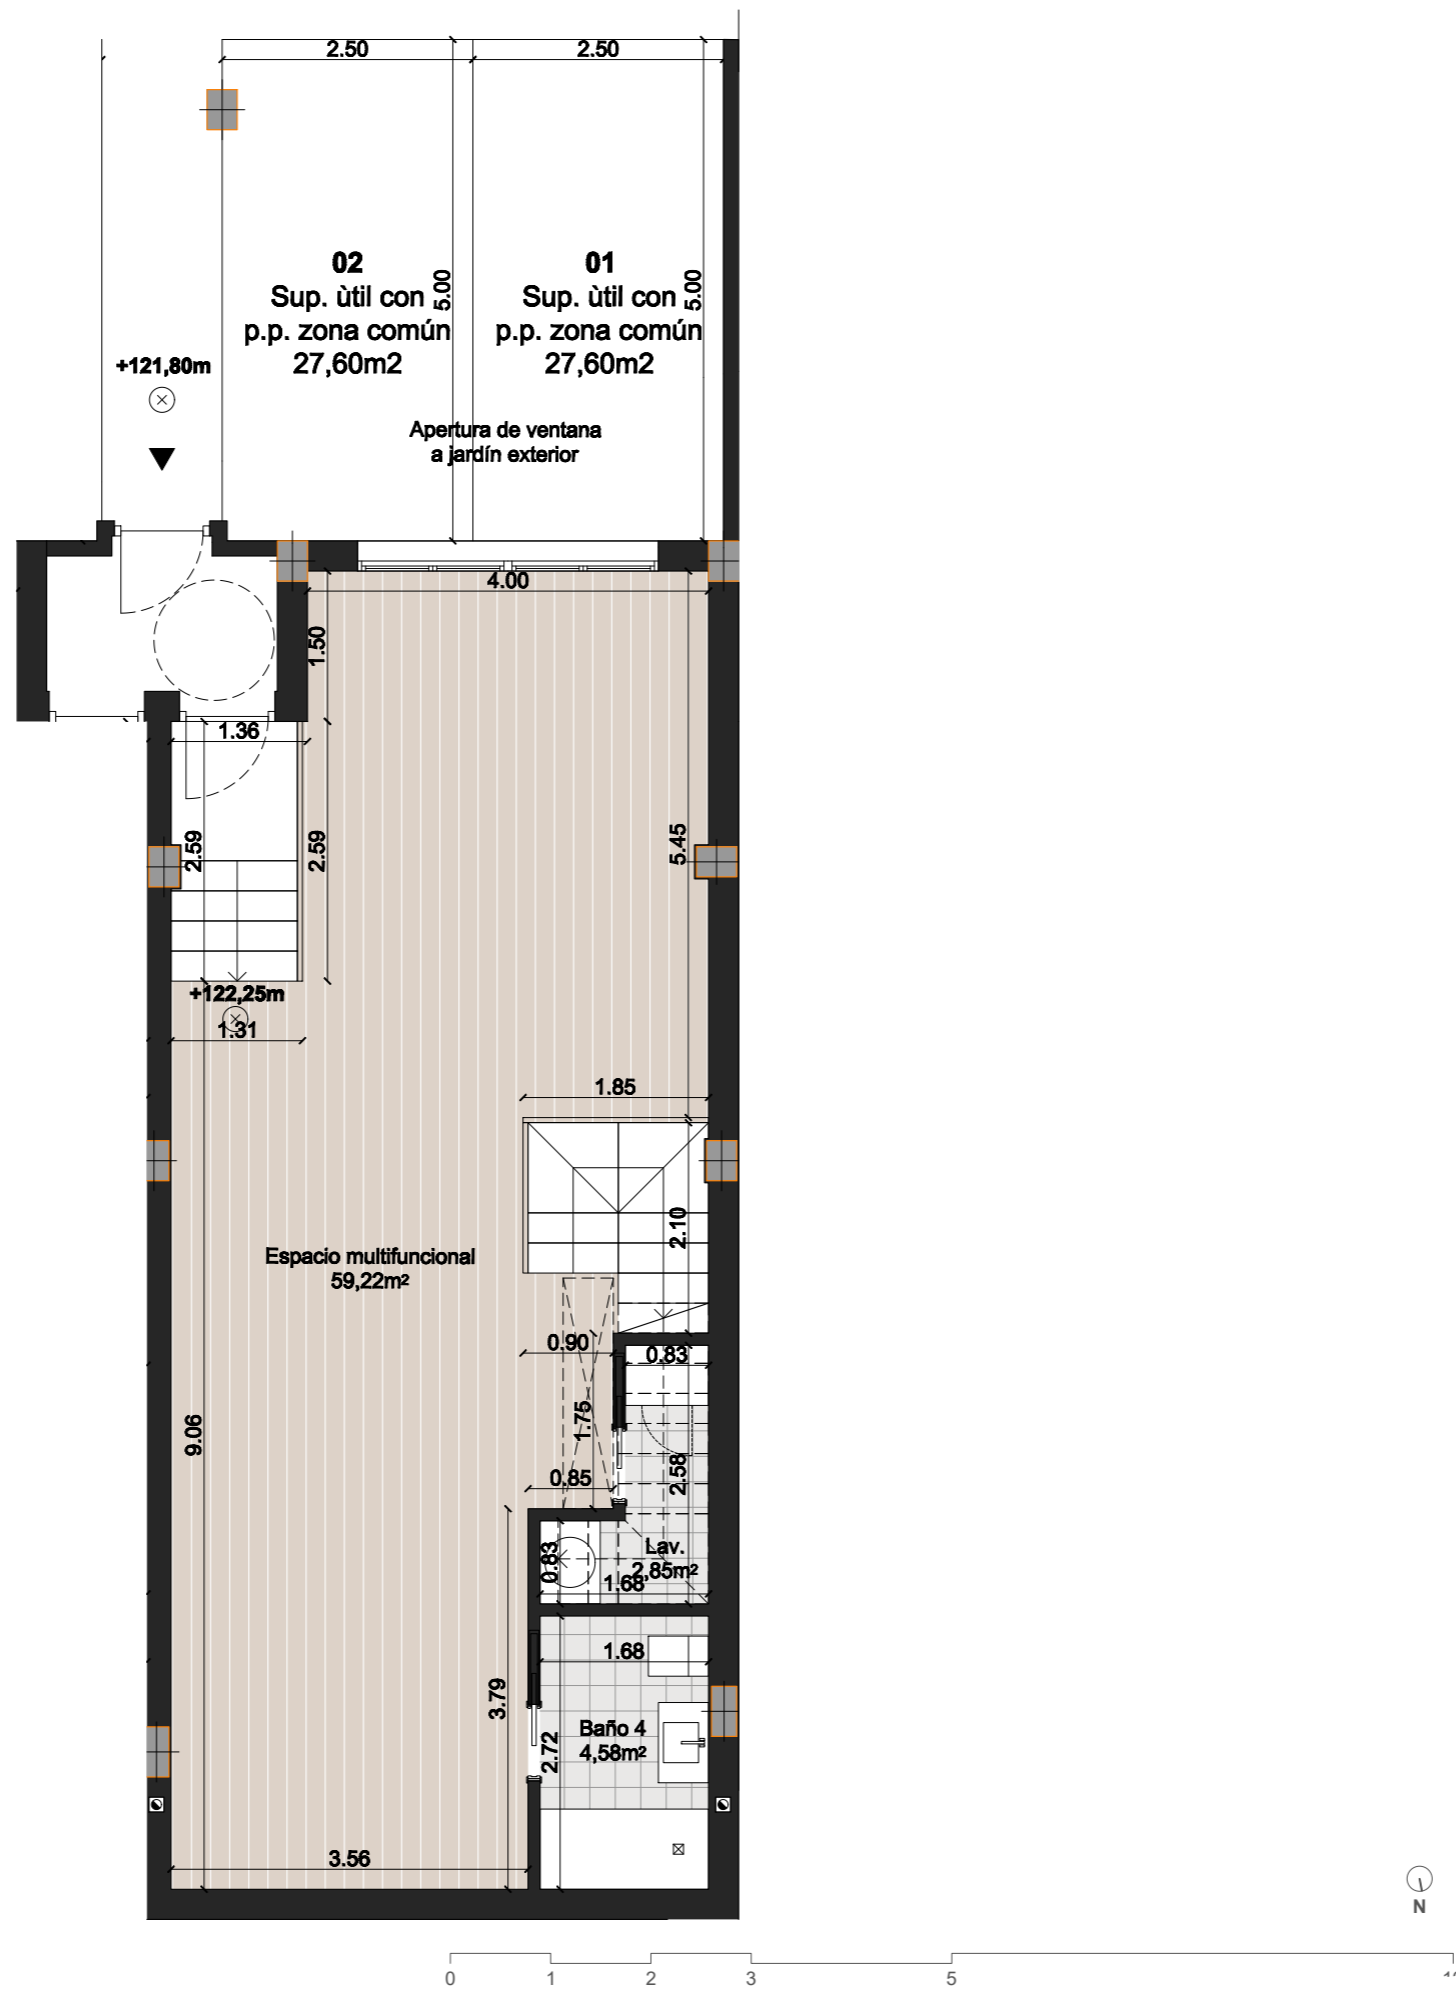 2.50
2.50
02
Sup. ùtil con
p.p. zona común
27,60m2
5.00
01
Sup. ùtil con
p.p. zona común
27,60m2
5.00
+121,80m
Apertura de ventana
a jardín exterior
4.00
1.50
1.36
2.59
2.59
5.45
+122,25m
1.31
1.85
2.10
Espacio multifuncional
59,22m²
0.90
0.83
1.75
9.06
2.58
0.85
0.83
Lav.
2,85m²
1.68
1.68
3.79
2.72
Baño 4
4,58m²
3.56
N
0
1
2
3
5